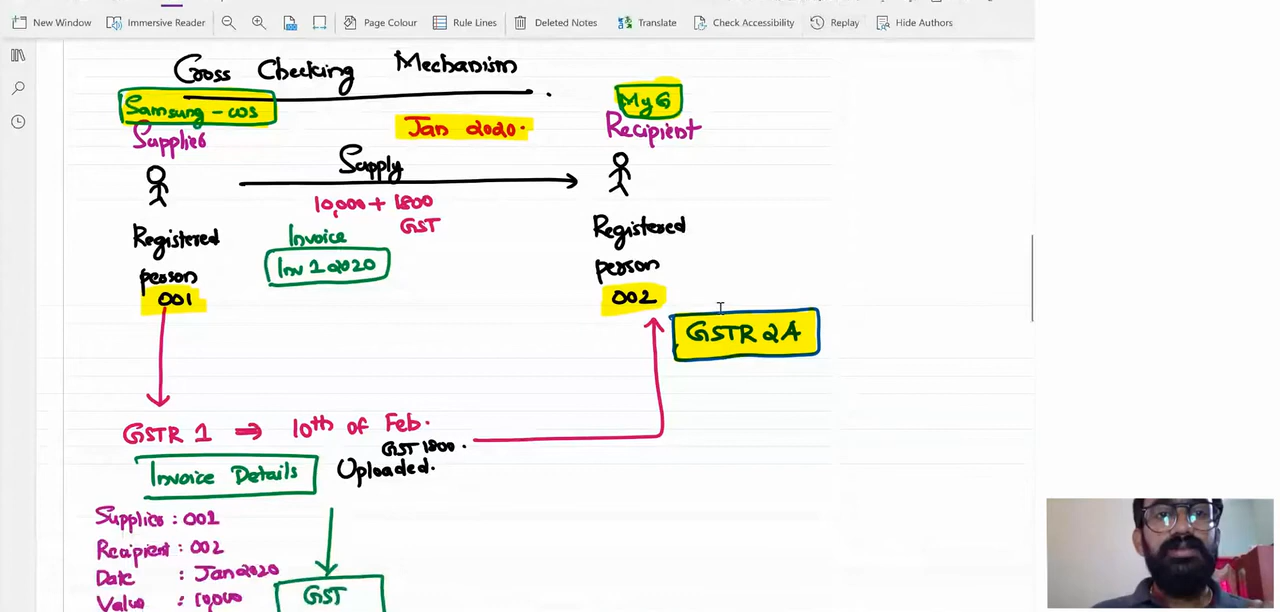 New Window
Immersive Reader
Page Colour
Rule Lines
Deleted Notes
Translate
Check Accessibility
Replay
Hide Authors
Cross Checking Mechanism
Samsung - cos
My G
Supplier
Jan 2020.
Recipient
Supply
10,000 + 1800
GST
Registered
person
001
Invoice
Inv 1 2020
Registered
person
002
GSTR 2A
GSTR 1 ⇒ 10th of Feb.
GST 1800.
Invoice Details
Uploaded.
Supplier : 002
Recipient : 002
Date : Jan 2020
Value : 10,000
GST